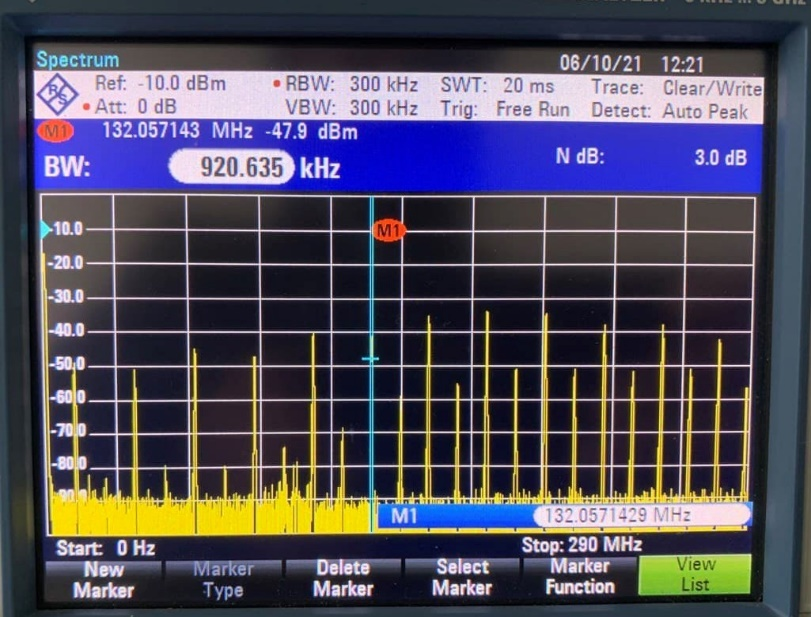 Spectrum 06/10/21 12:21
R S Ref: -10.0 dBm • RBW: 300 kHz SWT: 20 ms Trace: Clear/Write
• Att: 0 dB VBW: 300 kHz Trig: Free Run Detect: Auto Peak
M1 132.057143 MHz -47.9 dBm
BW: 920.635 kHz N dB: 3.0 dB
-10.0
M1
-20.0
-30.0
-40.0
-50.0
-60.0
-70.0
-80.0
-90.0
M1 132.0571429 MHz
Start: 0 Hz Stop: 290 MHz
New Marker Delete Select Marker View
Marker Type Marker Marker Function List